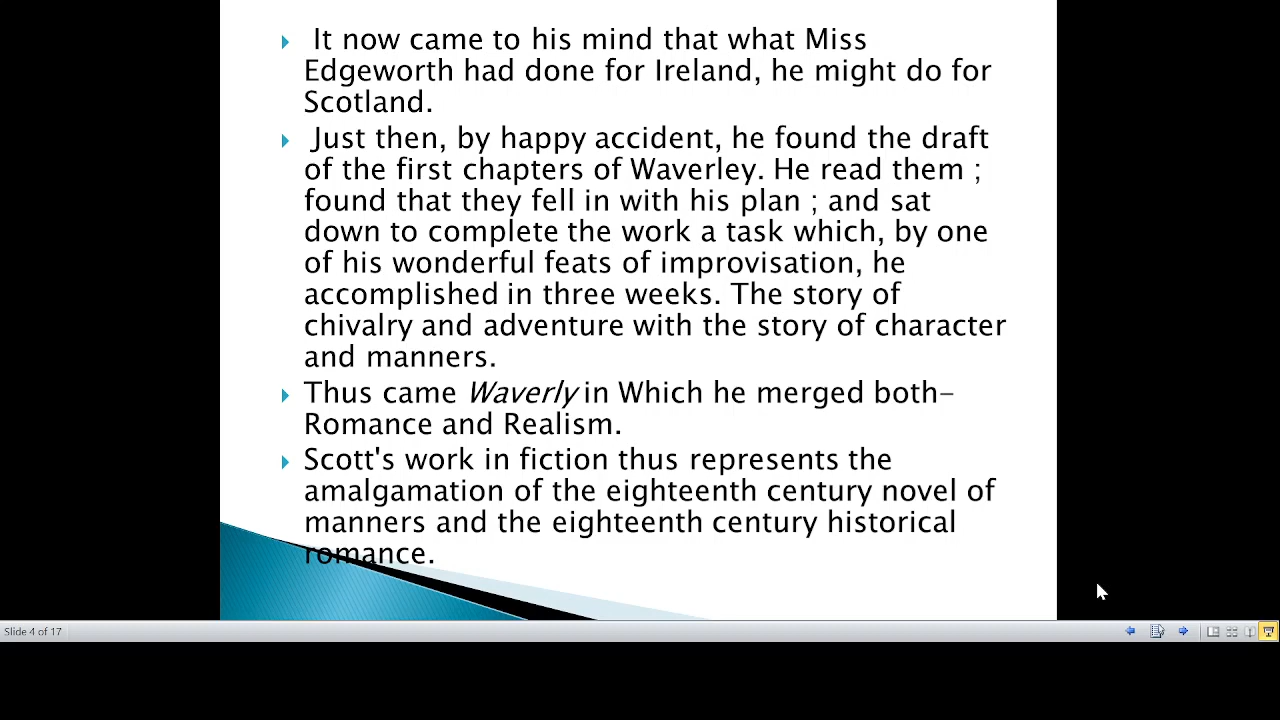 It now came to his mind that what Miss
Edgeworth had done for Ireland, he might do for
Scotland.
Just then, by happy accident, he found the draft
of the first chapters of Waverley. He read them ;
found that they fell in with his plan ; and sat
down to complete the work a task which, by one
of his wonderful feats of improvisation, he
accomplished in three weeks. The story of
chivalry and adventure with the story of character
and manners.
Thus came Waverly in Which he merged both-
Romance and Realism.
Scott's work in fiction thus represents the
amalgamation of the eighteenth century novel of
manners and the eighteenth century historical
romance.
Slide 4 of 17